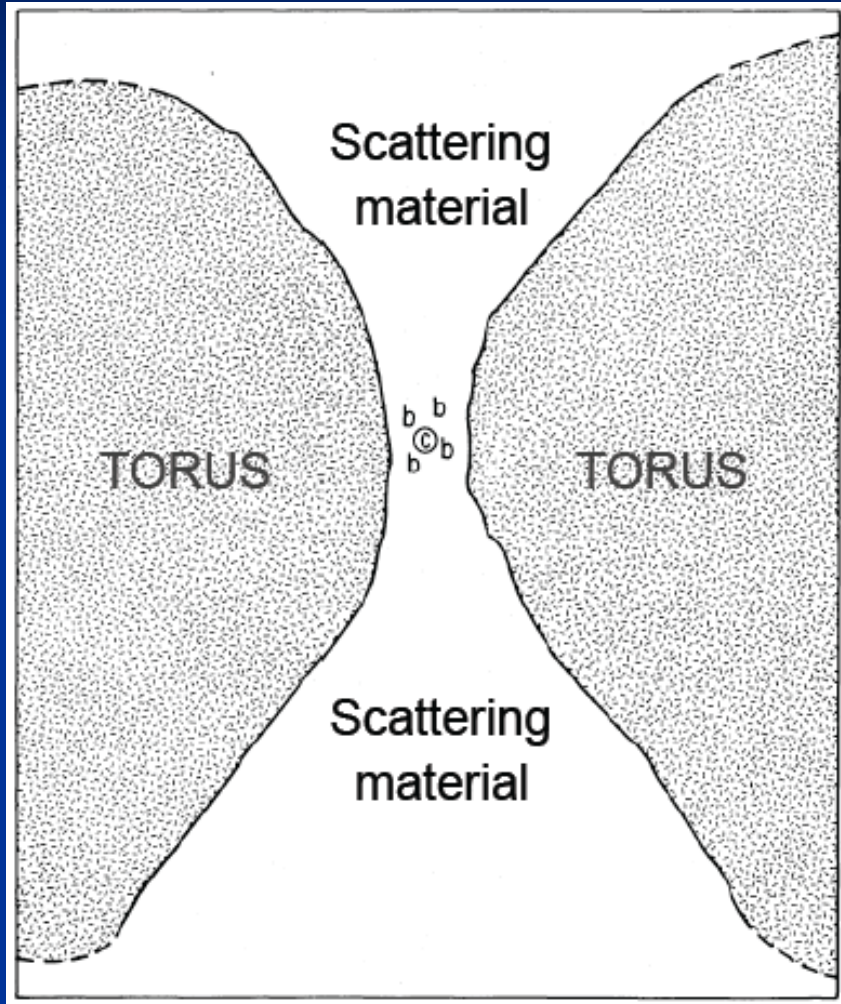 Scattering
material
b b
© b
b
TORUS TORUS
Scattering
material